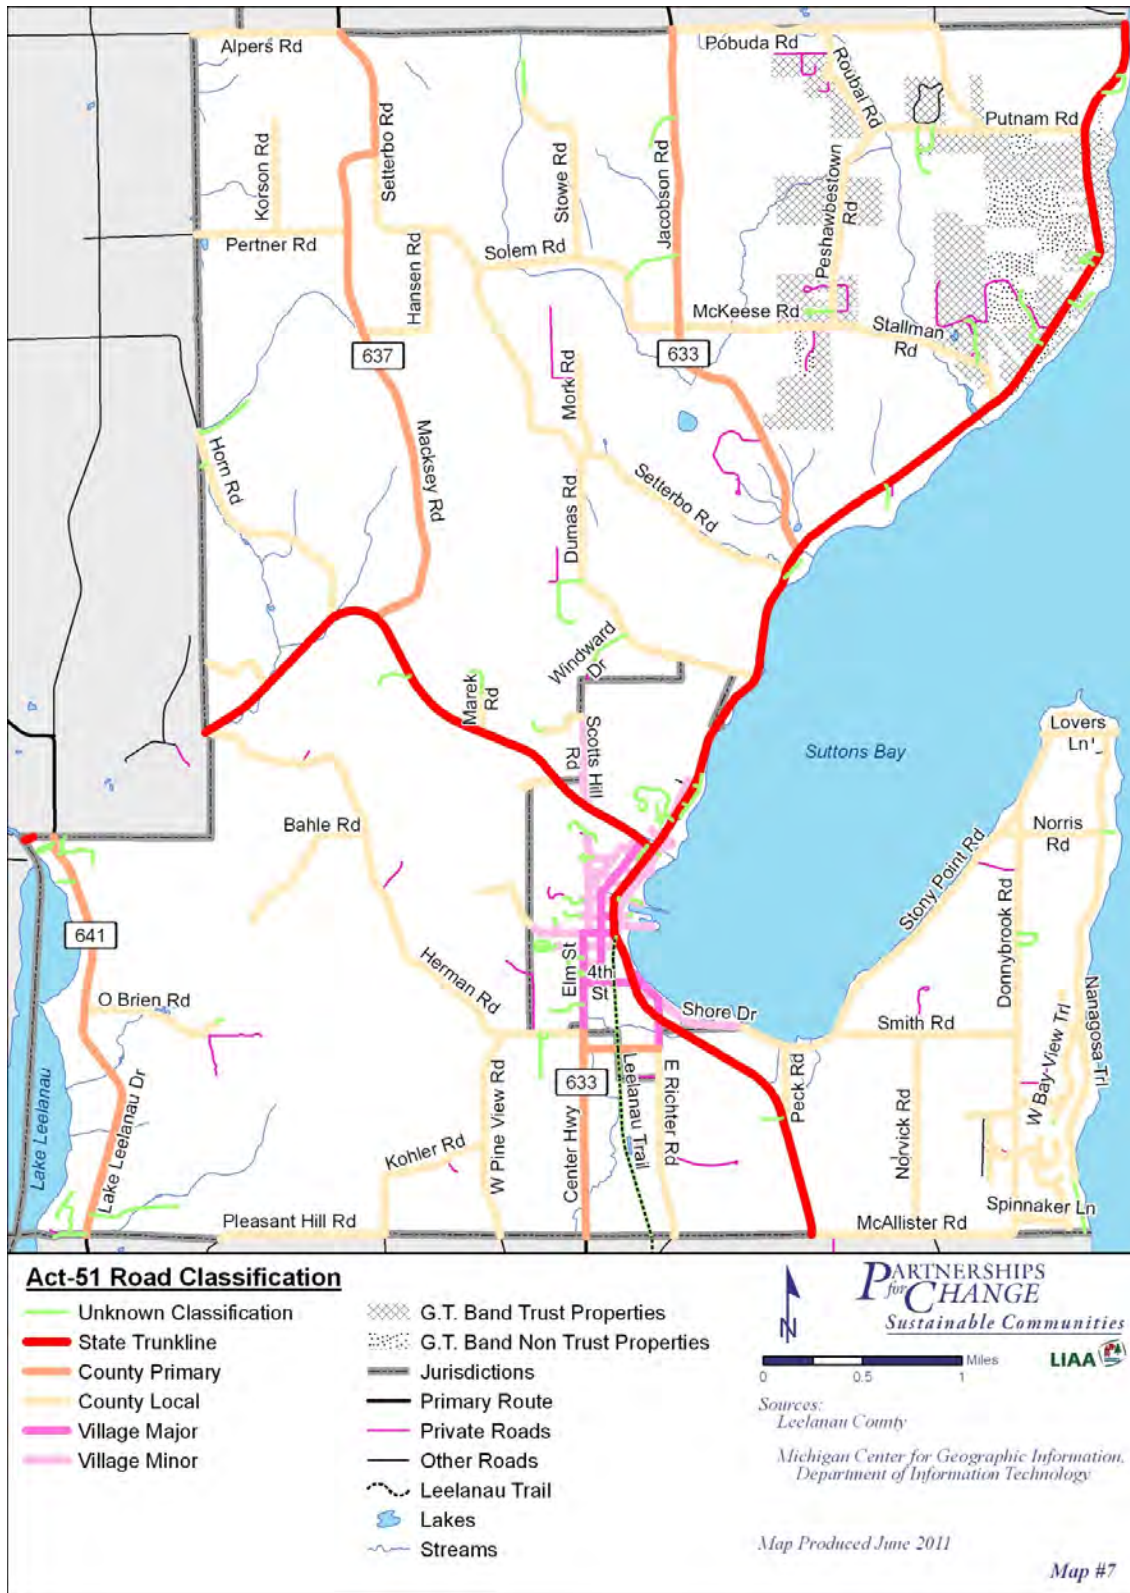 Alpers Rd
Pobuda Rd
Roubal Rd
Putnam Rd
Korson Rd
Setterbo Rd
Stowe Rd
Jacobson Rd
Peshawbestown
Rd
Pertner Rd
Hansen Rd
Solem Rd
McKeese Rd
Stallman
Rd
637
633
Mork Rd
Macksey Rd
Horn Rd
Setterbo Rd
Dumas Rd
Windward
Dr
Marek
Rd
Scotts Hill
Rd
Suttons Bay
Lovers
Ln
Bahle Rd
Norris
Rd
Stony Point Rd
Donnybrook Rd
641
Herman Rd
Elm St
4th
St
Nanagosa Trl
O Brien Rd
Shore Dr
Smith Rd
W Bay-View Trl
Lake Leelanau
Lake Leelanau Dr
W Pine View Rd
633
Center Hwy
Leelanau Trail
E Richter Rd
Peck Rd
Norvick Rd
Kohler Rd
Spinnaker Ln
Pleasant Hill Rd
McAllister Rd
Act-51 Road Classification
Unknown Classification
State Trunkline
County Primary
County Local
Village Major
Village Minor
G.T. Band Trust Properties
G.T. Band Non Trust Properties
Jurisdictions
Primary Route
Private Roads
Other Roads
Leelanau Trail
Lakes
Streams
N
PARTNERSHIPS
for CHANGE
Sustainable Communities
Miles
0 0.5 1
LIAA
Sources:
Leelanau County
Michigan Center for Geographic Information,
Department of Information Technology
Map Produced June 2011
Map #7